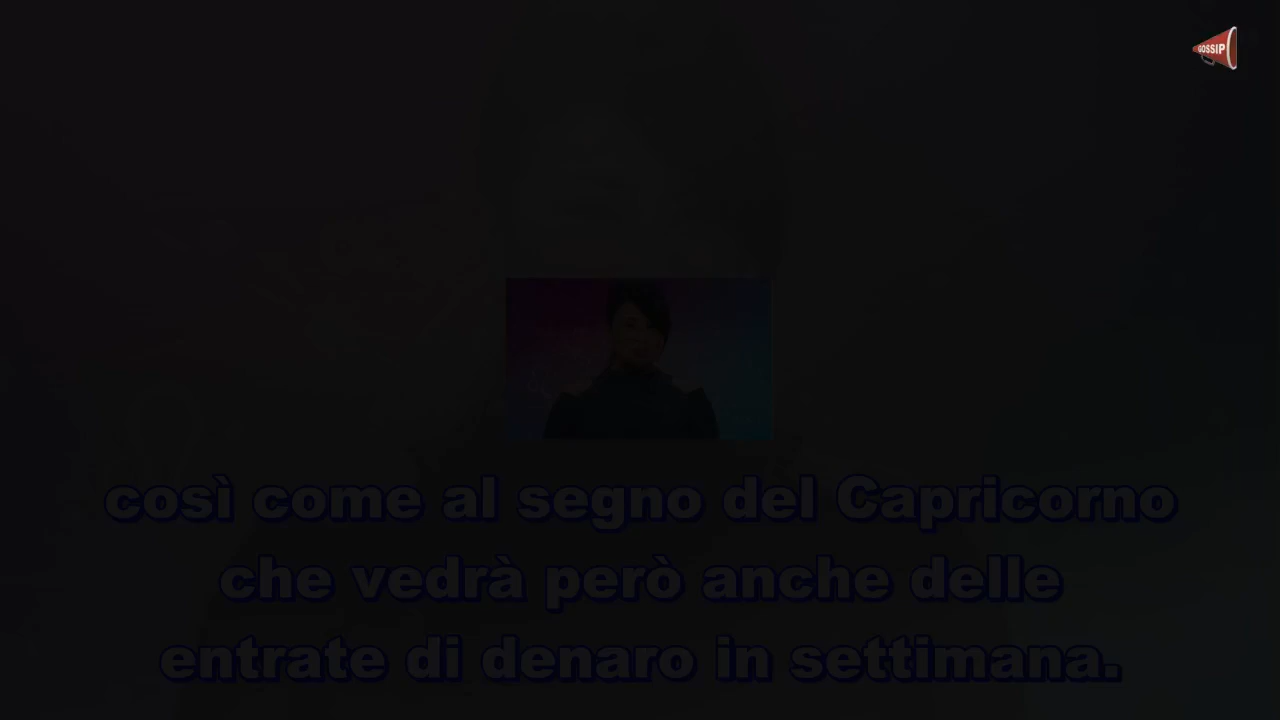 GOSSIP
così come al segno del Capricorno
che vedrà però anche delle
entrate di denaro in settimana.